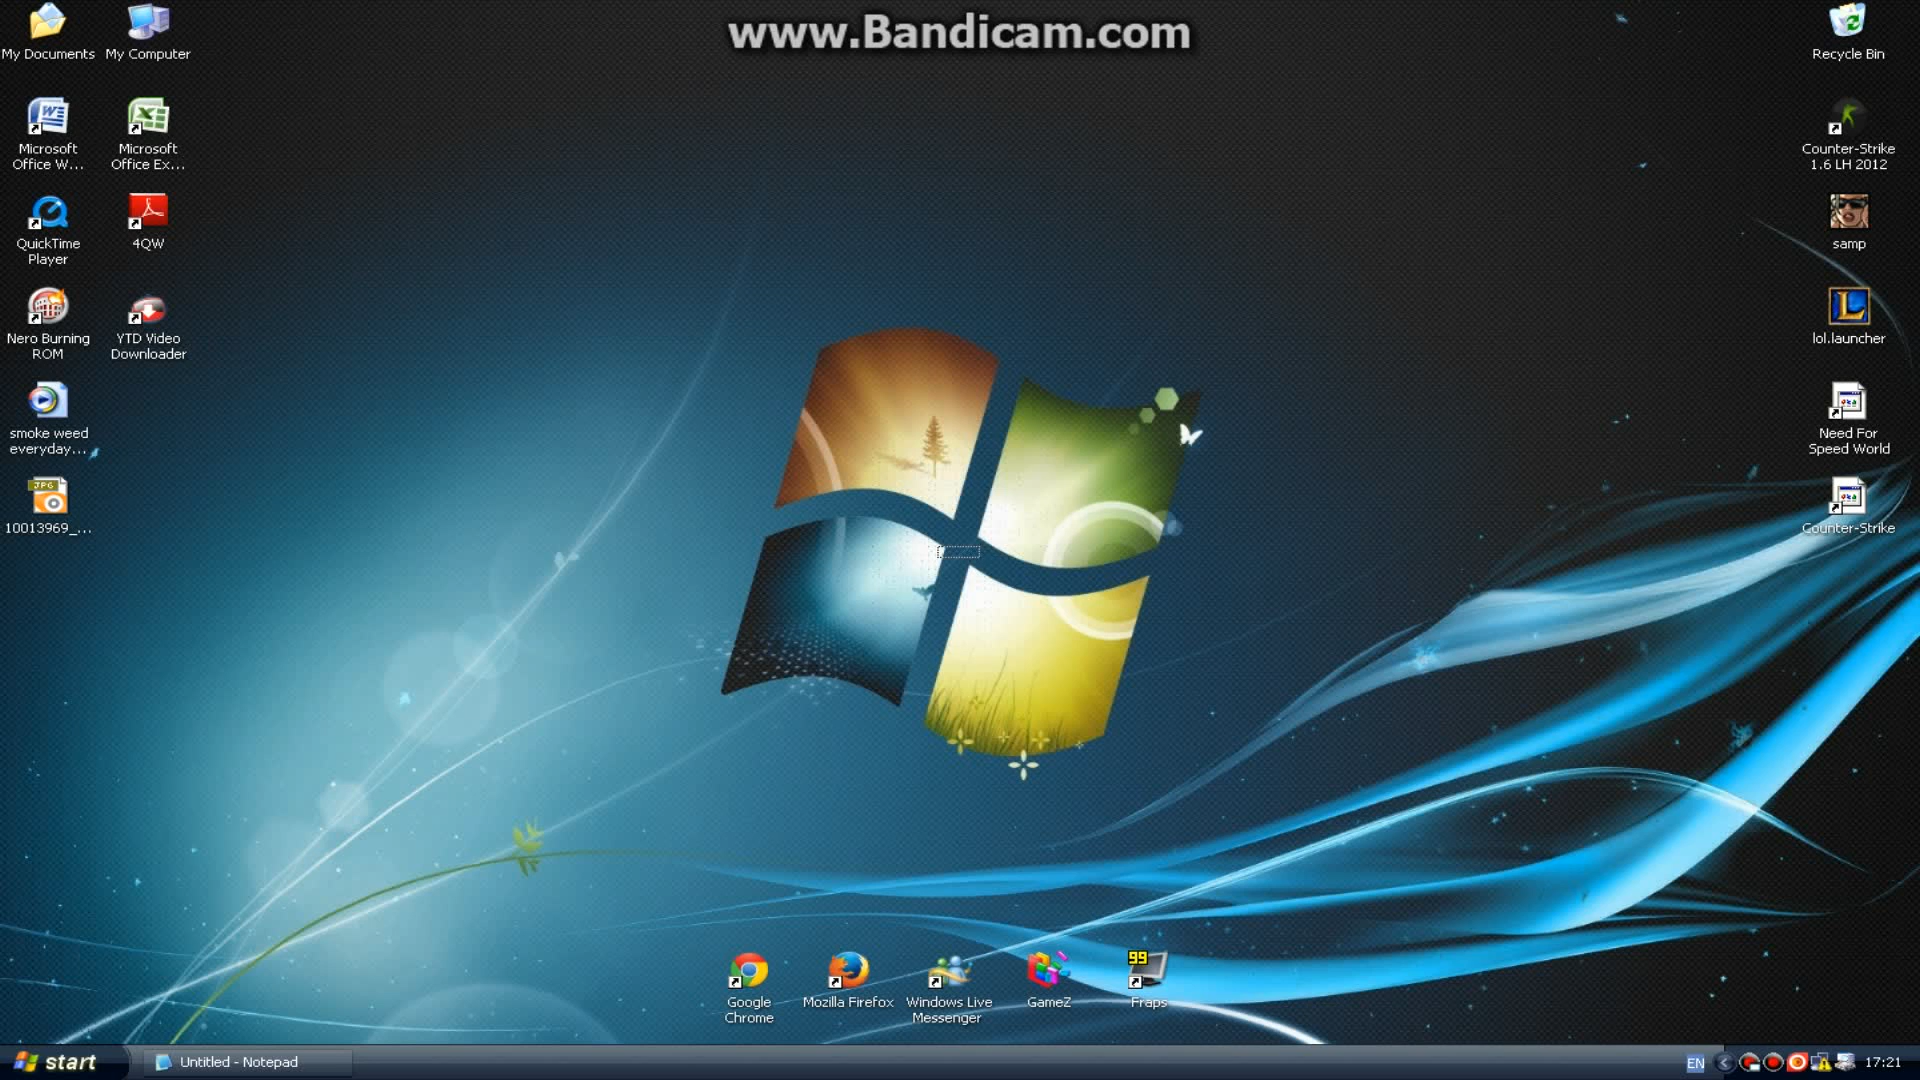 www.Bandicam.com
My Documents
My Computer
Recycle Bin
Microsoft
Office W...
Microsoft
Office Ex...
Counter-Strike
1.6 LH 2012
QuickTime
Player
4QW
samp
Nero Burning
ROM
YTD Video
Downloader
lol.launcher
smoke weed
everyday...
Need For
Speed World
JPG
10013969_...
Counter-Strike
99
Google
Chrome
Mozilla Firefox
Windows Live
Messenger
GameZ
Fraps
start
Untitled - Notepad
EN
17:21